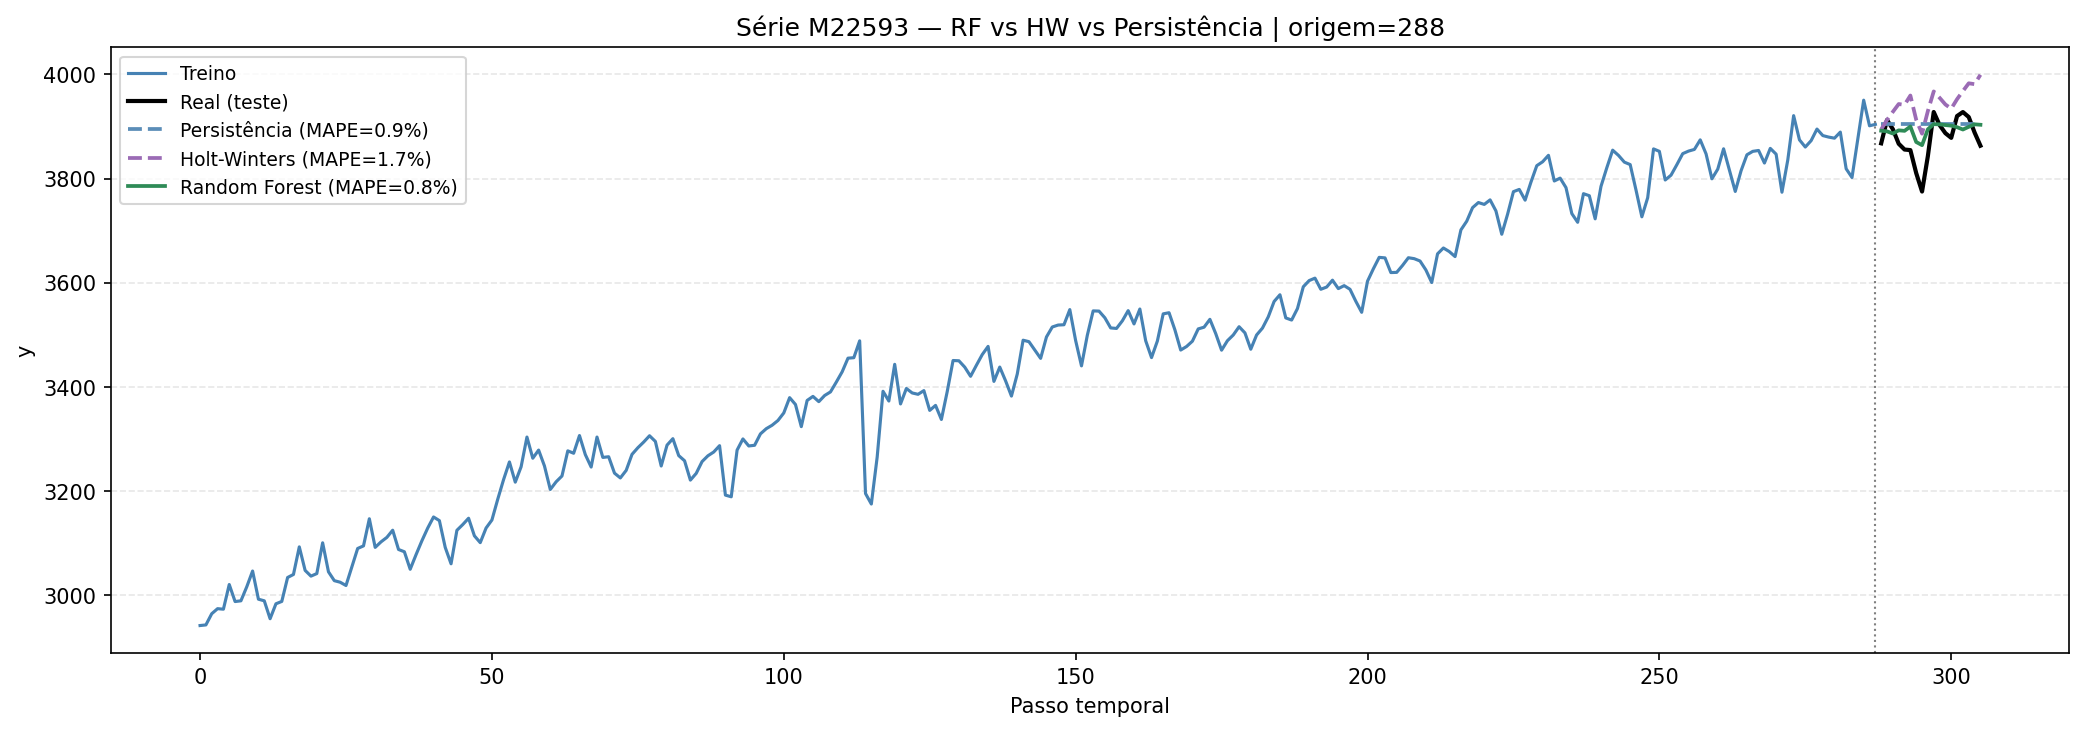 Série M22593 — RF vs HW vs Persistência | origem=288
Treino
Real (teste)
Persistência (MAPE=0.9%)
Holt-Winters (MAPE=1.7%)
Random Forest (MAPE=0.8%)
4000
3800
3600
3400
3200
3000
y
0 50 100 150 200 250 300
Passo temporal